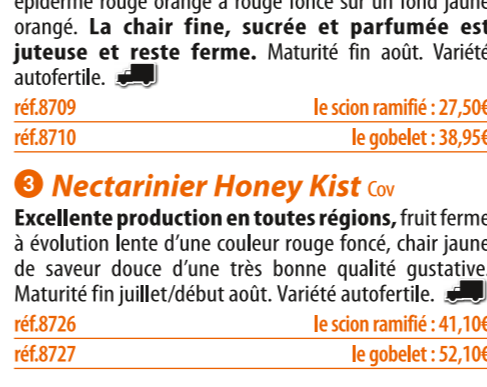 épiderme rouge orangé à rouge foncé sur un fond jaune
orangé. La chair fine, sucrée et parfumée est
juteuse et reste ferme. Maturité fin août. Variété
autofertile.
réf.8709 le scion ramifié : 27,50€
réf.8710 le gobelet : 38,95€
3 Nectarinier Honey Kist Cov
Excellente production en toutes régions, fruit ferme
à évolution lente d'une couleur rouge foncé, chair jaune
de saveur douce d'une très bonne qualité gustative.
Maturité fin juillet/début août. Variété autofertile.
réf.8726 le scion ramifié : 41,10€
réf.8727 le gobelet : 52,10€